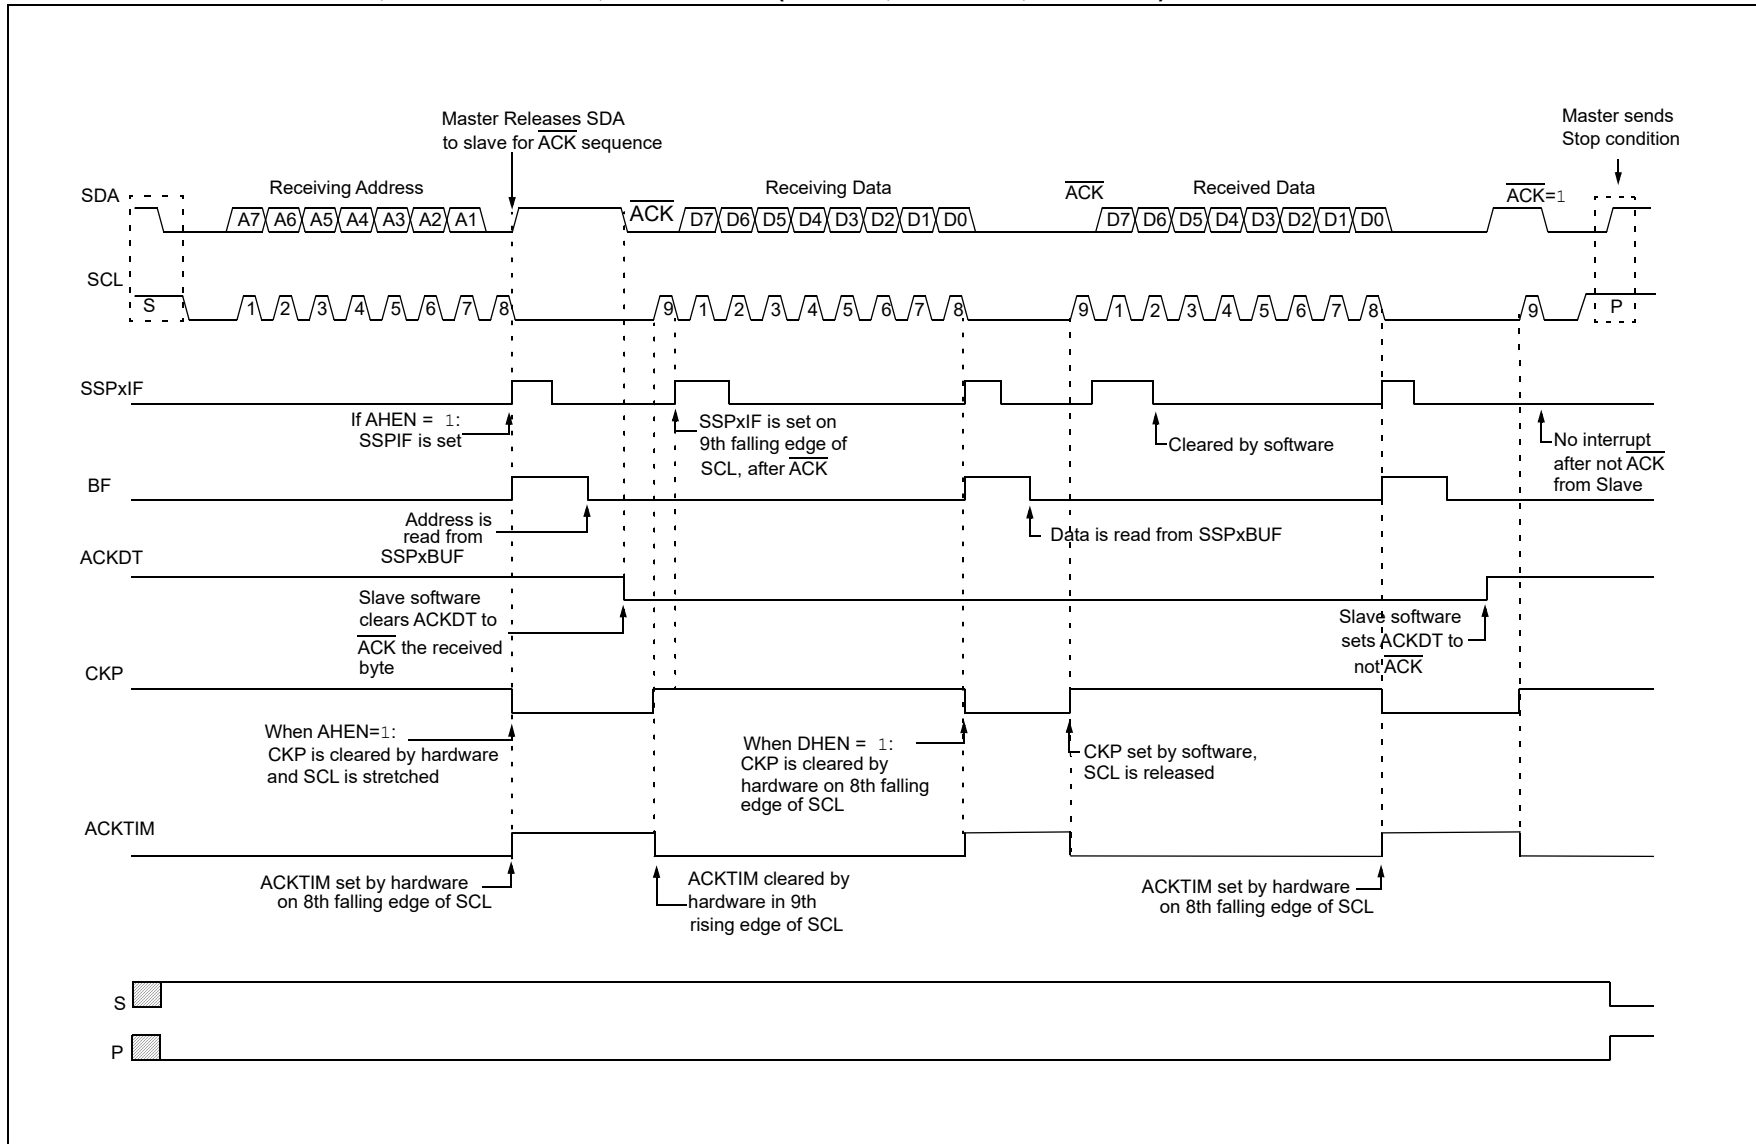 Master Releases SDA
to slave for ACK sequence
Master sends
Stop condition
SDA
Receiving Address
ACK
Receiving Data
ACK
Received Data
ACK=1
A7 A6 A5 A4 A3 A2 A1
D7 D6 D5 D4 D3 D2 D1 D0
D7 D6 D5 D4 D3 D2 D1 D0
SCL
S
1 2 3 4 5 6 7 8
9 1 2 3 4 5 6 7 8
9 1 2 3 4 5 6 7 8
9
P
SSPxIF
If AHEN = 1:
SSPIF is set
SSPxIF is set on
9th falling edge of
SCL, after ACK
Cleared by software
No interrupt
after not ACK
from Slave
BF
Address is
read from
SSPxBUF
Data is read from SSPxBUF
ACKDT
Slave software
clears ACKDT to
ACK the received
byte
Slave software
sets ACKDT to
not ACK
CKP
When AHEN=1:
CKP is cleared by hardware
and SCL is stretched
When DHEN = 1:
CKP is cleared by
hardware on 8th falling
edge of SCL
CKP set by software,
SCL is released
ACKTIM
ACKTIM set by hardware
on 8th falling edge of SCL
ACKTIM cleared by
hardware in 9th
rising edge of SCL
ACKTIM set by hardware
on 8th falling edge of SCL
S
P